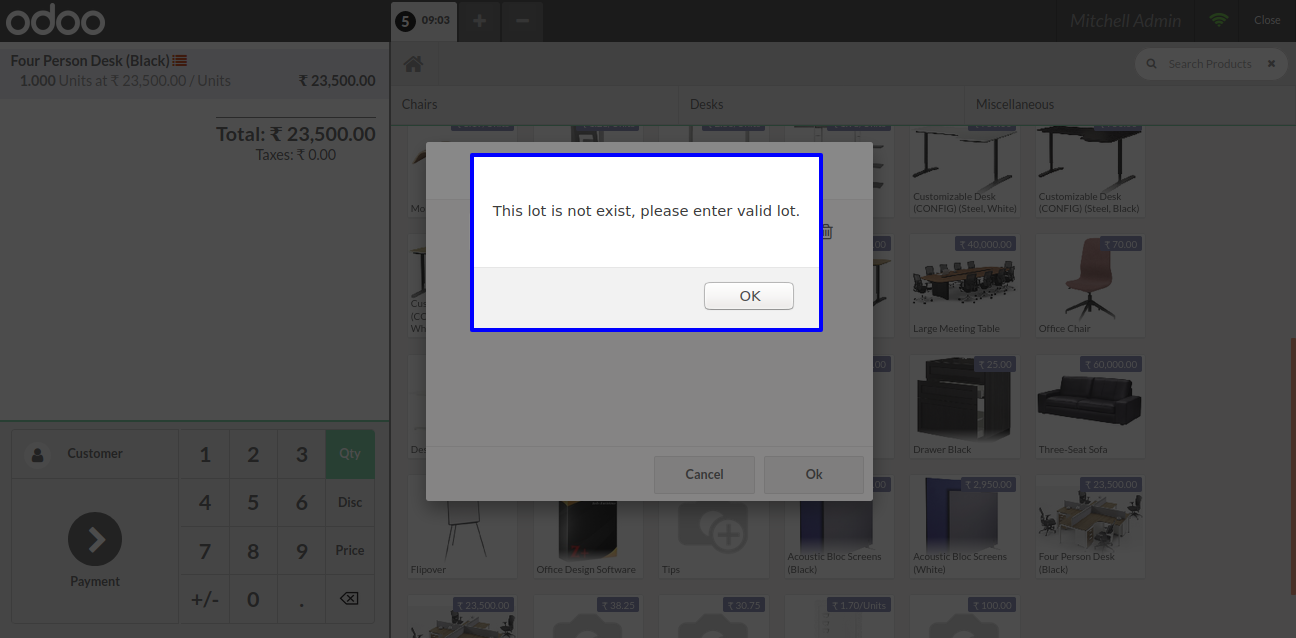 odoo
5 09:03
+ −
Mitchell Admin
Close
Four Person Desk (Black)
1.000 Units at ₹ 23,500.00 / Units ₹ 23,500.00
Total: ₹ 23,500.00
Taxes: ₹ 0.00
Search Products
Chairs Desks Miscellaneous
Customizable Desk
(CONFIG) (Steel, White)
Customizable Desk
(CONFIG) (Steel, Black)
This lot is not exist, please enter valid lot.
OK
₹ 40,000.00
Large Meeting Table
₹ 70.00
Office Chair
₹ 25.00
Drawer Black
₹ 60,000.00
Three-Seat Sofa
Cancel Ok
Flipover
Office Design Software
Tips
Acoustic Bloc Screens
(Black)
₹ 2,950.00
Acoustic Bloc Screens
(White)
₹ 23,500.00
Four Person Desk
(Black)
₹ 23,500.00
₹ 38.25
₹ 30.75
₹ 1.70/Units
₹ 100.00
Customer
1 2 3 Qty
4 5 6 Disc
7 8 9 Price
+/- 0 .
Payment